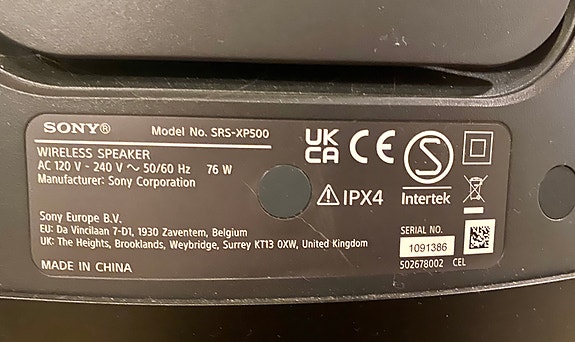 SONY® Model No. SRS-XP500
WIRELESS SPEAKER
AC 120 V - 240 V ~ 50/60 Hz 76 W
Manufacturer: Sony Corporation
Sony Europe B.V.
EU: Da Vincilaan 7-D1, 1930 Zaventem, Belgium
UK: The Heights, Brooklands, Weybridge, Surrey KT13 0XW, United Kingdom
MADE IN CHINA
UK
CA CE
S
Intertek
IPX4
SERIAL NO.
1091386
502678002 CEL